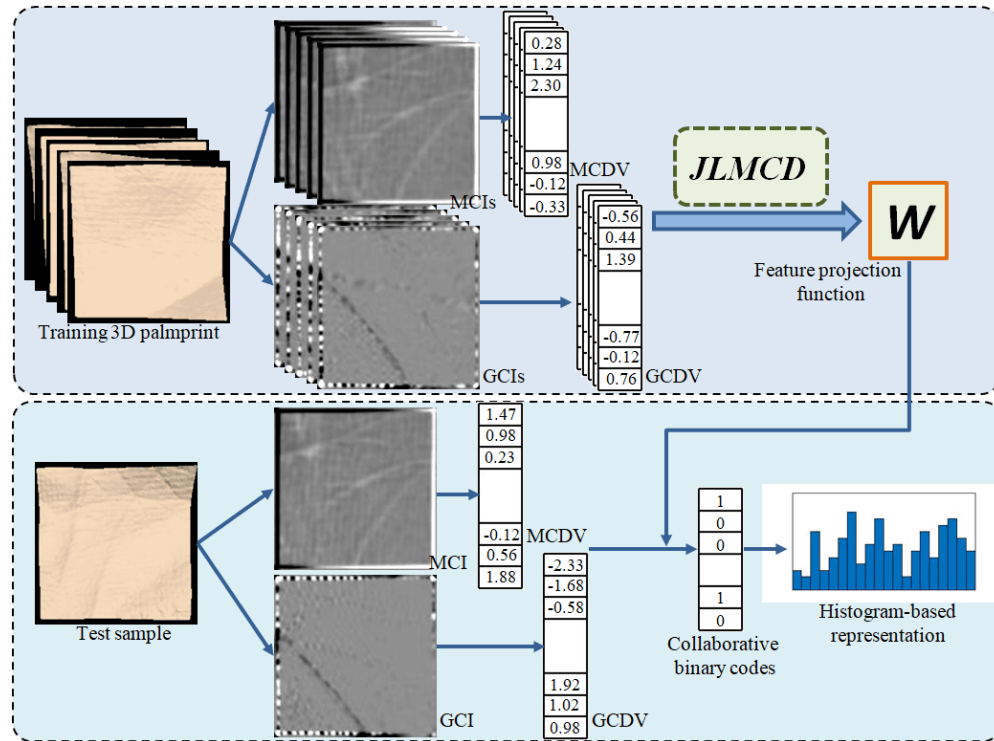 0.28
1.24
2.30
0.98
-0.12
-0.33
MCIs
MCDV
JLMCD
-0.56
0.44
1.39
-0.77
-0.12
0.76
W
Feature projection
function
Training 3D palmprint
GCIs
GCDV
1.47
0.98
0.23
-0.12
0.56
1.88
MCI
MCDV
-2.33
-1.68
-0.58
1.92
1.02
0.98
1
0
0
1
0
Test sample
GCI
GCDV
Collaborative
binary codes
Histogram-based
representation